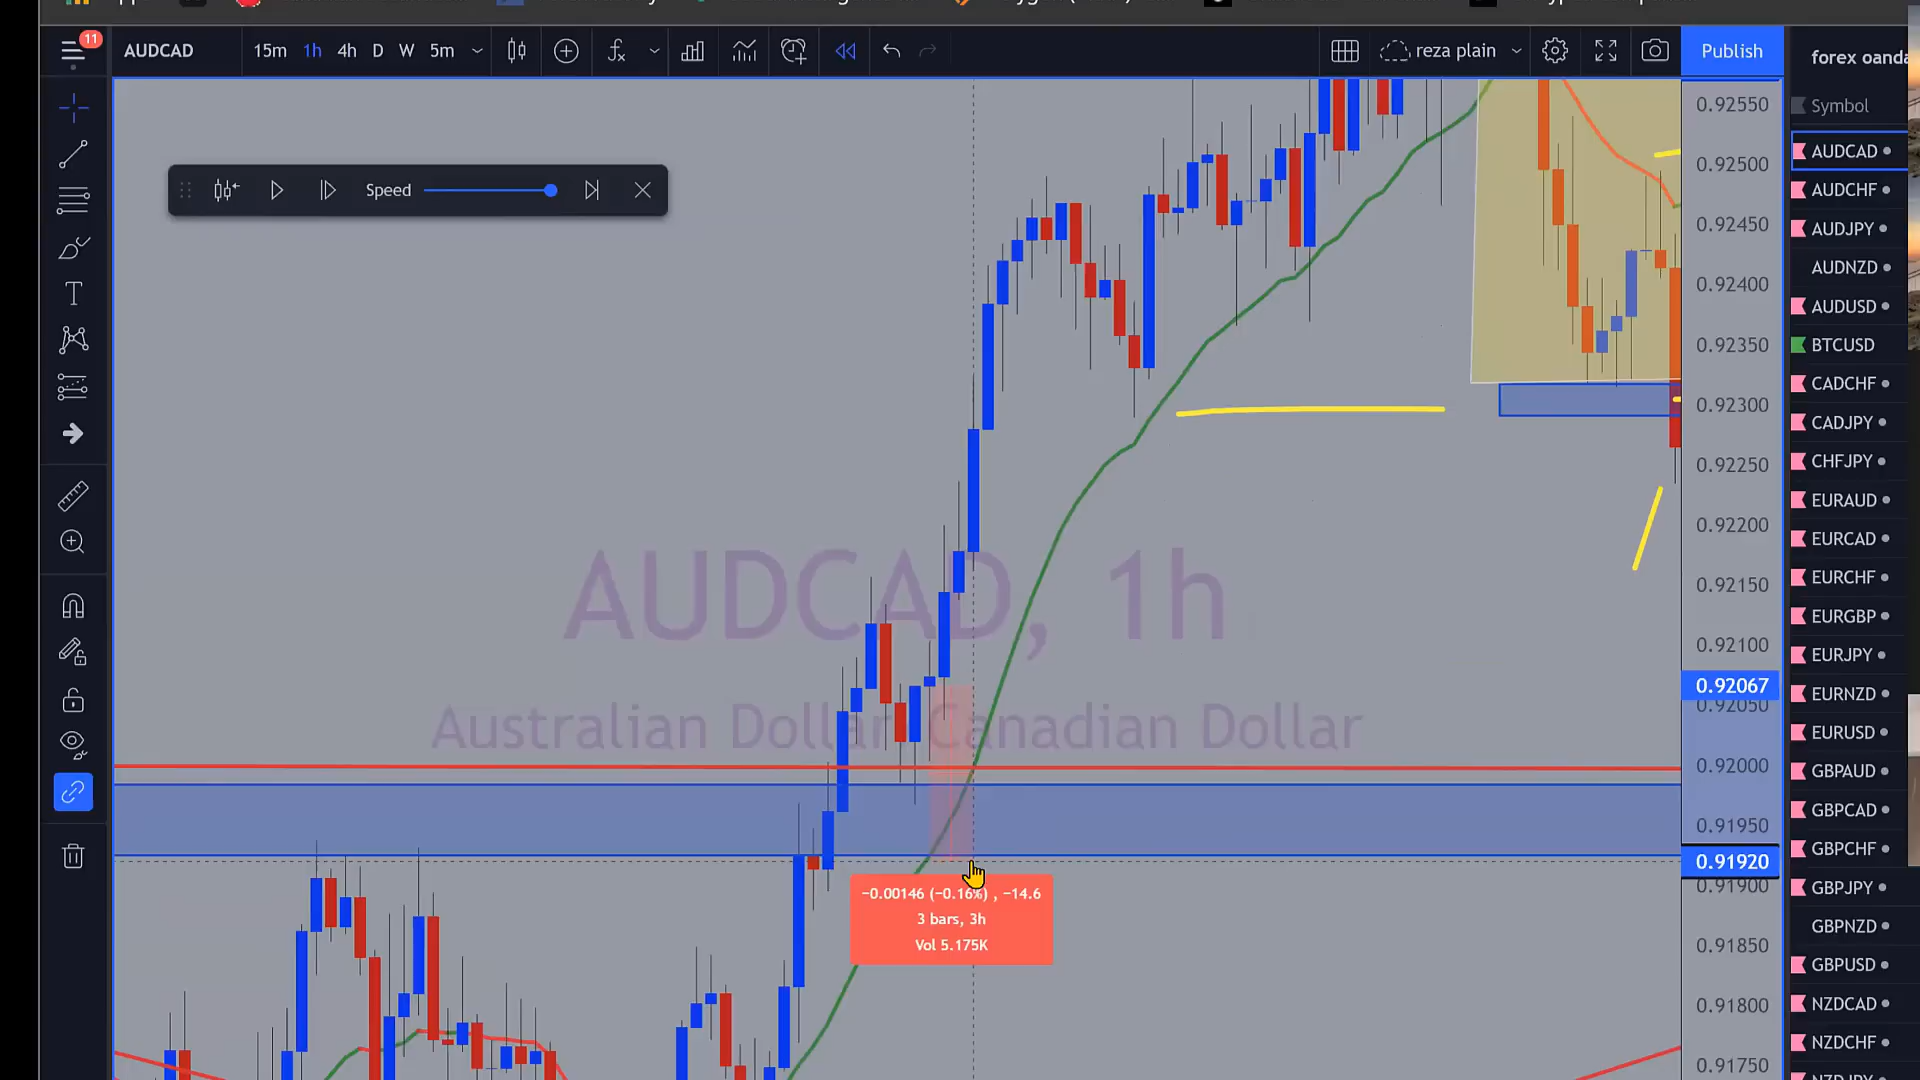 11
AUDCAD
15m
1h
4h
D
W
5m
reza plain
Publish
forex oanda
Speed
Symbol
AUDCAD
AUDCHF
AUDJPY
AUDNZD
AUDUSD
BTCUSD
CADCHF
CADJPY
CHFJPY
EURAUD
EURCAD
EURCHF
EURGBP
EURJPY
EURNZD
EURUSD
GBPAUD
GBPCAD
GBPCHF
GBPJPY
GBPNZD
GBPUSD
NZDCAD
NZDCHF
0.92550
0.92500
0.92450
0.92400
0.92350
0.92300
0.92250
0.92200
0.92150
0.92100
0.92067
0.92050
0.92000
0.91950
0.91920
0.91900
0.91850
0.91800
0.91750
AUDCAD, 1h
Australian Dollar Canadian Dollar
−0.00146 (−0.16%) , −14.6
3 bars, 3h
Vol 5.175K